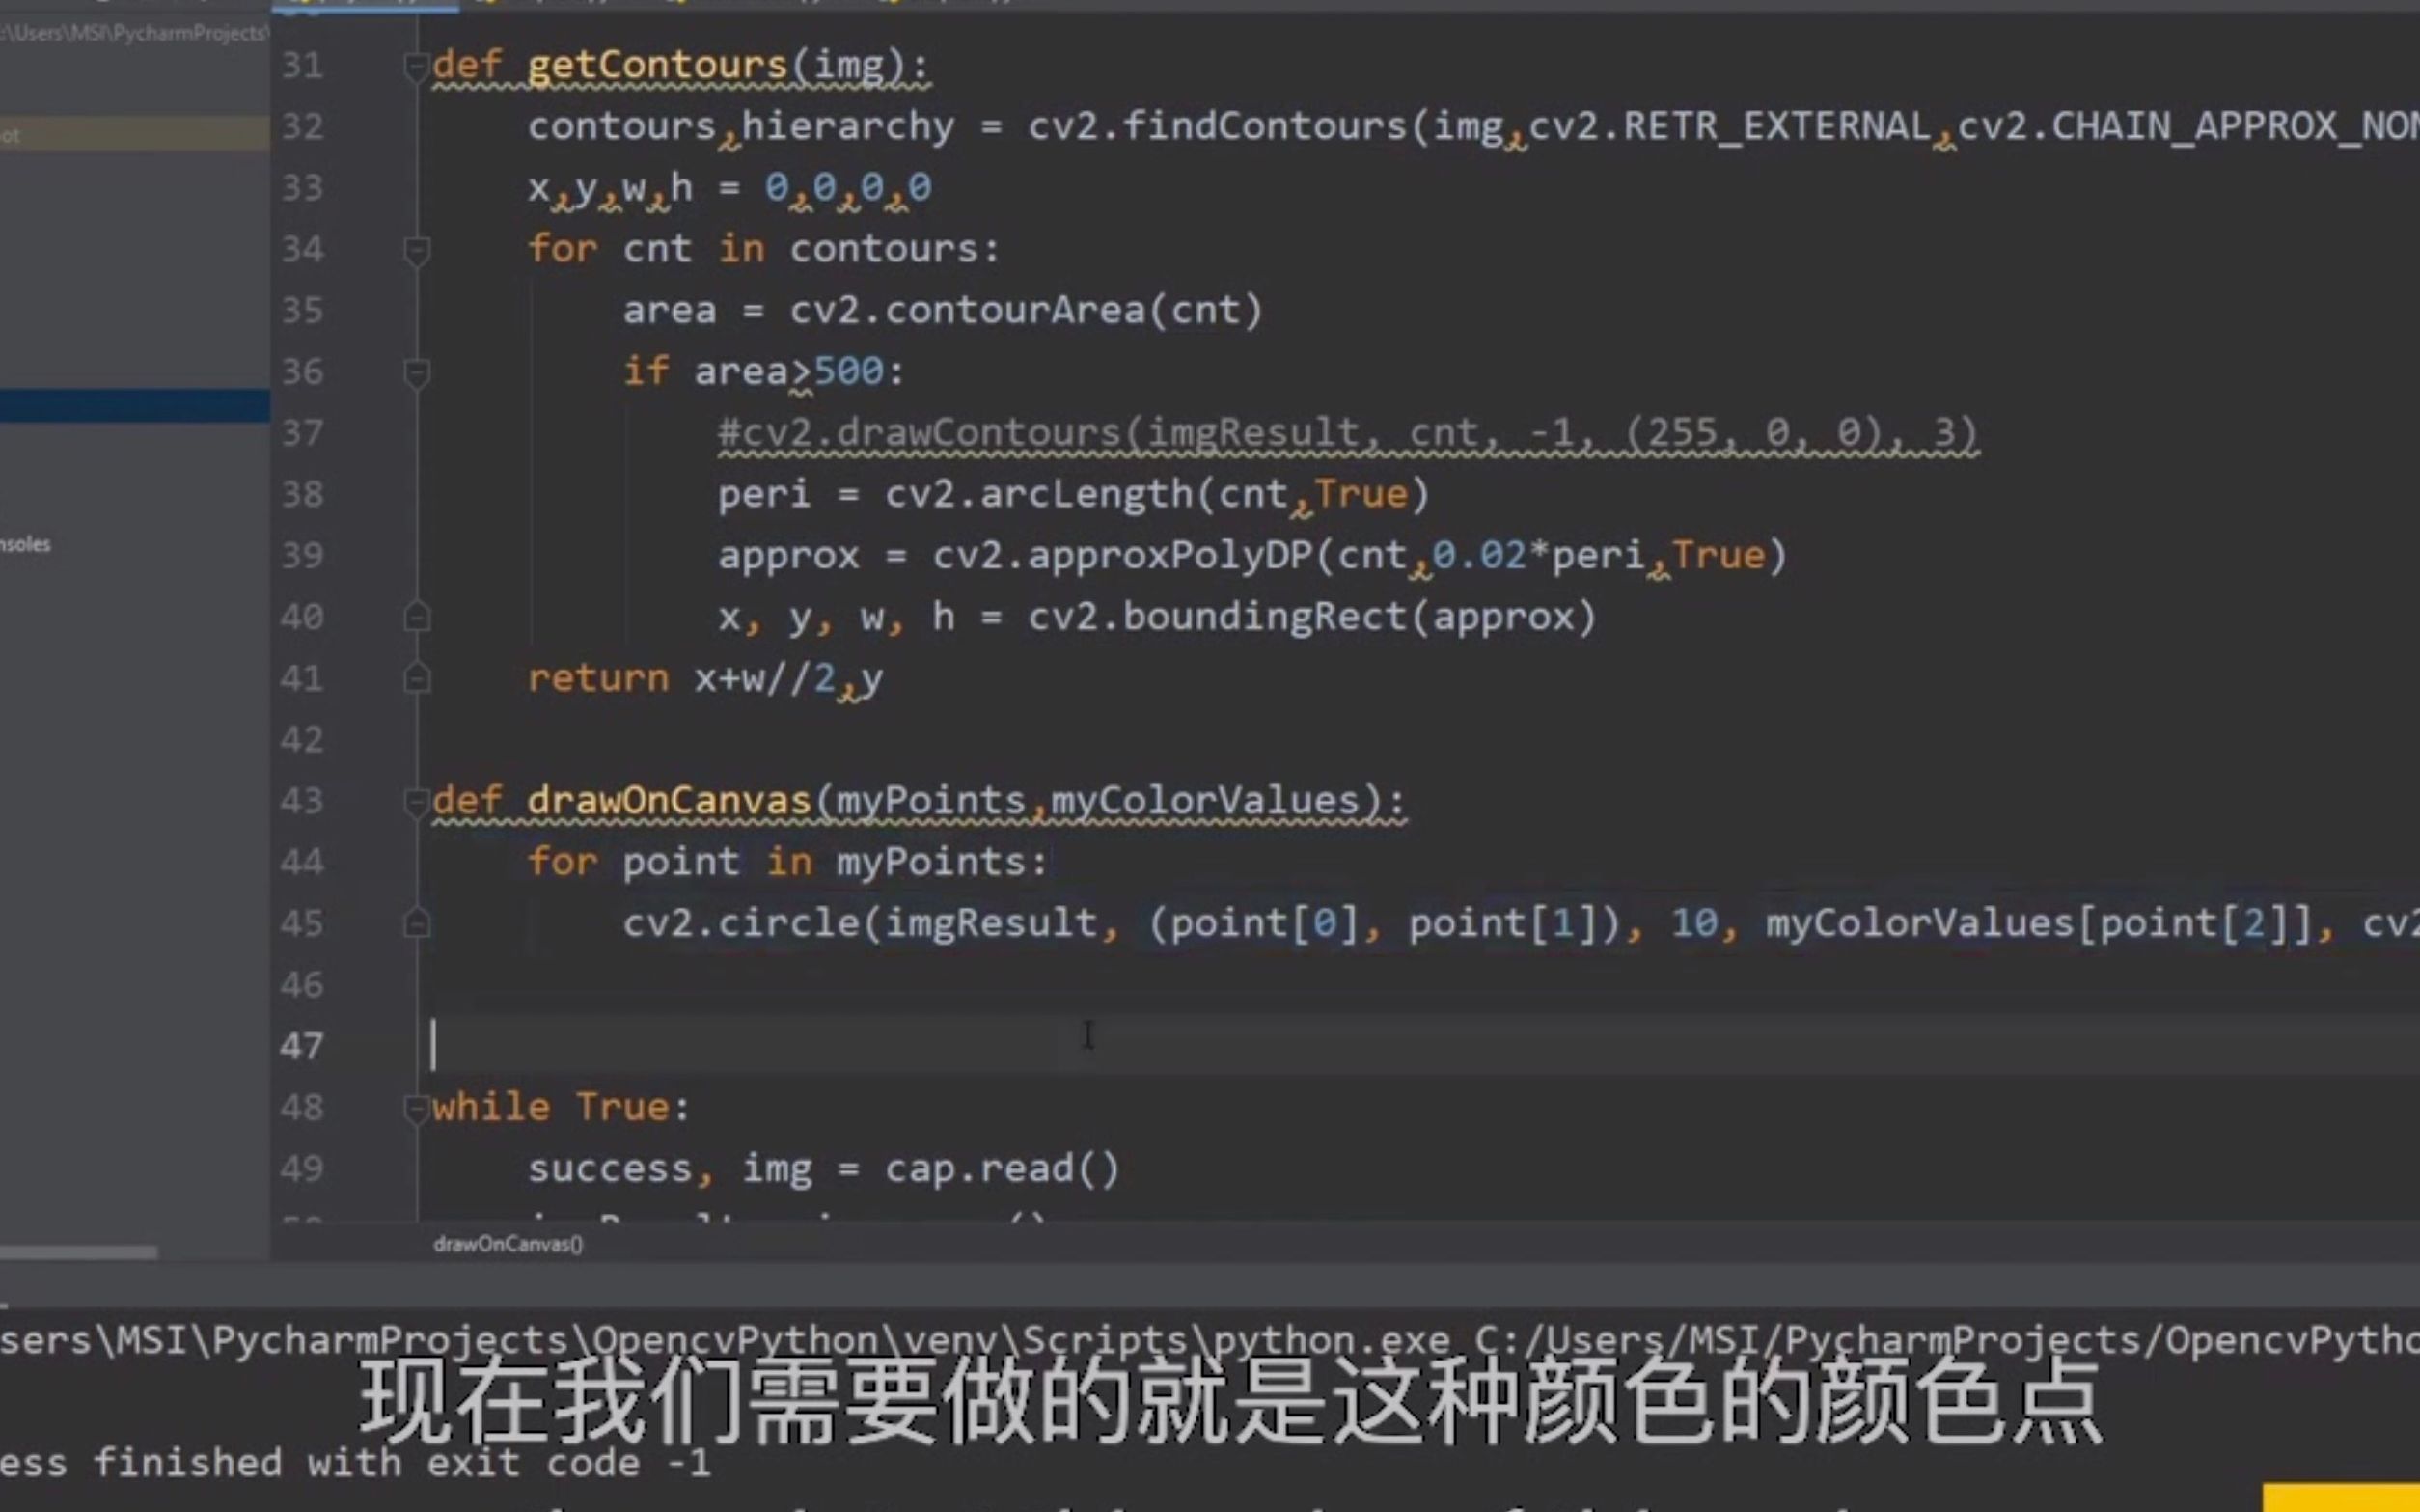 :\Users\MSI\PycharmProjects\
31 def getContours(img):
32 contours,hierarchy = cv2.findContours(img,cv2.RETR_EXTERNAL,cv2.CHAIN_APPROX_NON
33 x,y,w,h = 0,0,0,0
34 for cnt in contours:
35 area = cv2.contourArea(cnt)
36 if area>500:
37 #cv2.drawContours(imgResult, cnt, -1, (255, 0, 0), 3)
38 peri = cv2.arcLength(cnt,True)
39 approx = cv2.approxPolyDP(cnt,0.02*peri,True)
40 x, y, w, h = cv2.boundingRect(approx)
41 return x+w//2,y
42
43 def drawOnCanvas(myPoints,myColorValues):
44 for point in myPoints:
45 cv2.circle(imgResult, (point[0], point[1]), 10, myColorValues[point[2]], cv2
46
47
48 while True:
49 success, img = cap.read()
ot
nsoles
drawOnCanvas()
sers\MSI\PycharmProjects\OpencvPython\venv\Scripts\python.exe C:/Users/MSI/PycharmProjects/OpencvPytho
现在我们需要做的就是这种颜色的颜色点
ess finished with exit code -1